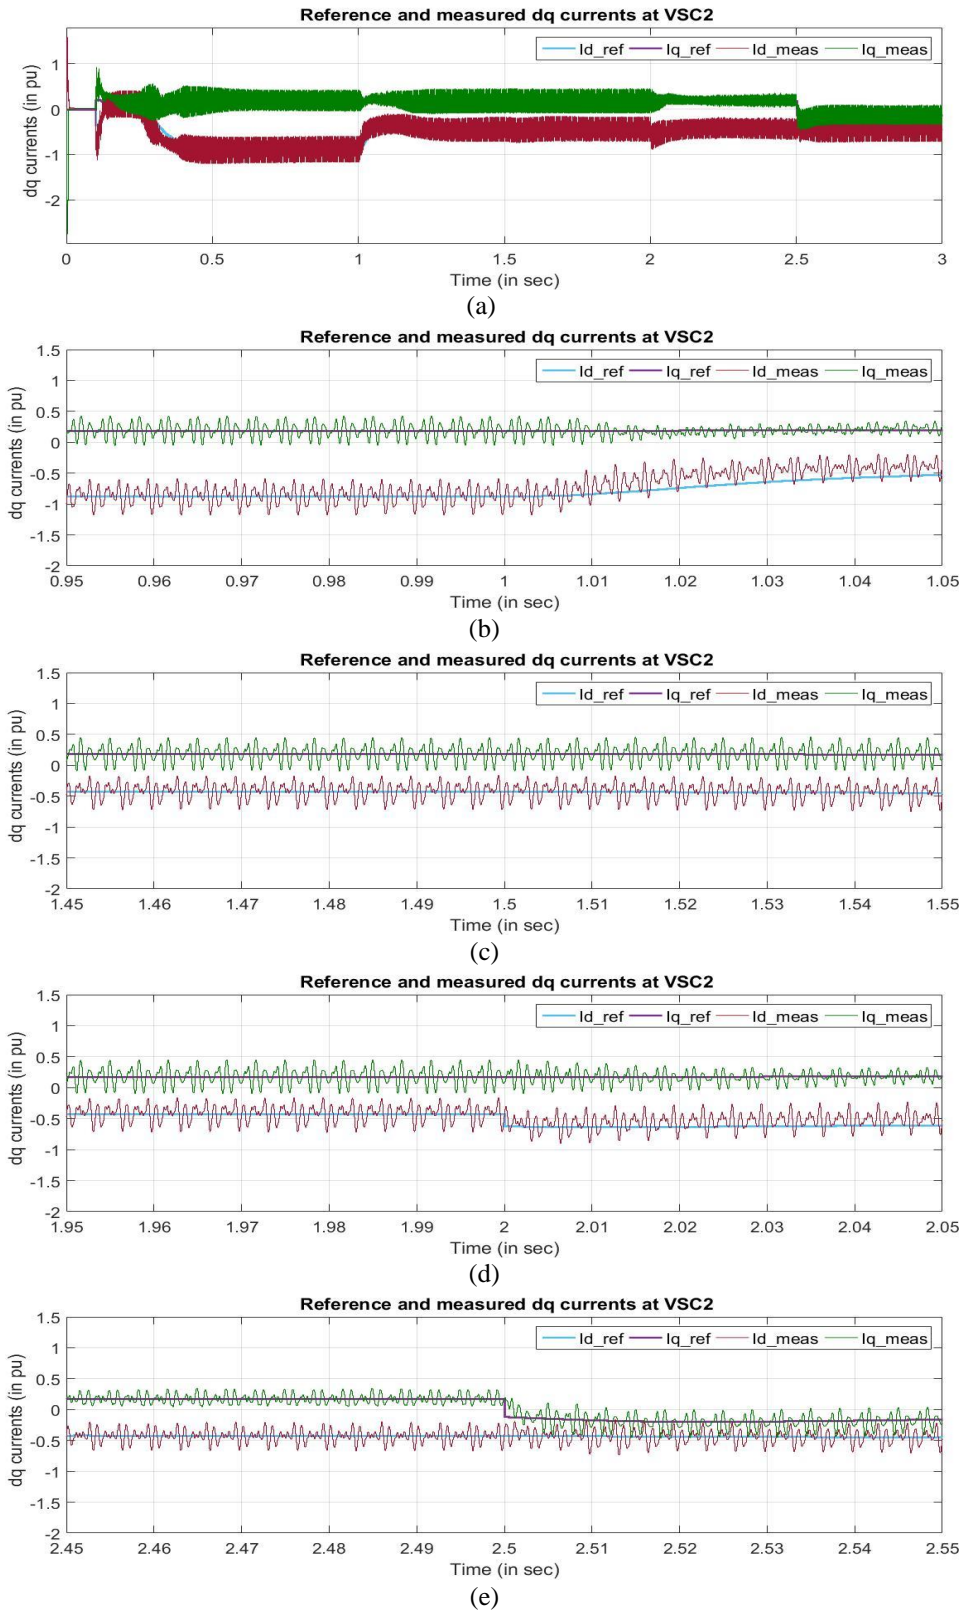 Reference and measured dq currents at VSC2
Id_ref Iq_ref Id_meas Iq_meas
dq currents (in pu)
1
0
-1
-2
0 0.5 1 1.5 2 2.5 3
Time (in sec)
(a)
Reference and measured dq currents at VSC2
Id_ref Iq_ref Id_meas Iq_meas
dq currents (in pu)
1.5
1
0.5
0
-0.5
-1
-1.5
-2
0.95 0.96 0.97 0.98 0.99 1 1.01 1.02 1.03 1.04 1.05
Time (in sec)
(b)
Reference and measured dq currents at VSC2
Id_ref Iq_ref Id_meas Iq_meas
dq currents (in pu)
1.5
1
0.5
0
-0.5
-1
-1.5
-2
1.45 1.46 1.47 1.48 1.49 1.5 1.51 1.52 1.53 1.54 1.55
Time (in sec)
(c)
Reference and measured dq currents at VSC2
Id_ref Iq_ref Id_meas Iq_meas
dq currents (in pu)
1.5
1
0.5
0
-0.5
-1
-1.5
-2
1.95 1.96 1.97 1.98 1.99 2 2.01 2.02 2.03 2.04 2.05
Time (in sec)
(d)
Reference and measured dq currents at VSC2
Id_ref Iq_ref Id_meas Iq_meas
dq currents (in pu)
1.5
1
0.5
0
-0.5
-1
-1.5
-2
2.45 2.46 2.47 2.48 2.49 2.5 2.51 2.52 2.53 2.54 2.55
Time (in sec)
(e)